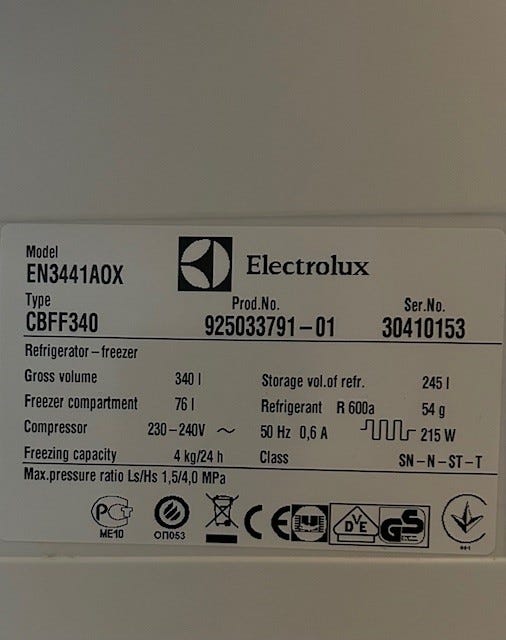 Model
EN3441AOX
Electrolux
Type
Prod.No.
Ser.No.
CBFF340
925033791-01
30410153
Refrigerator-freezer
Gross volume 340 l
Storage vol.of refr. 245 l
Freezer compartment 76 l
Refrigerant R 600a 54 g
Compressor 230-240V ~ 50 Hz 0,6 A 215 W
Freezing capacity 4 kg/24 h
Class SN-N-ST-T
Max.pressure ratio Ls/Hs 1,5/4,0 MPa
РСТ
ME10
ОП053
CE
DVE
GS